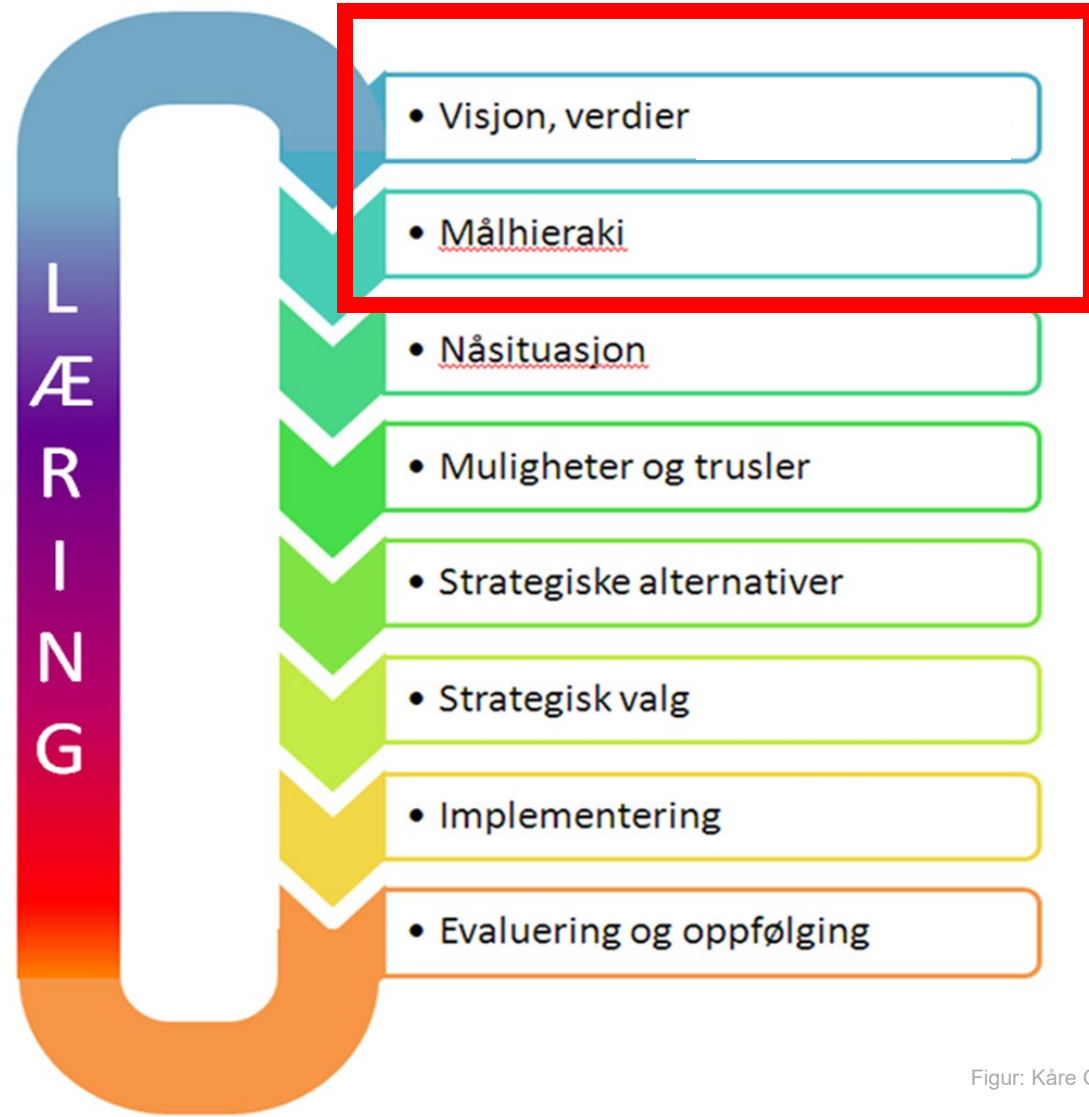 LÆRING
• Visjon, verdier
• Målhieraki
• Nåsituasjon
• Muligheter og trusler
• Strategiske alternativer
• Strategisk valg
• Implementering
• Evaluering og oppfølging
Figur: Kåre